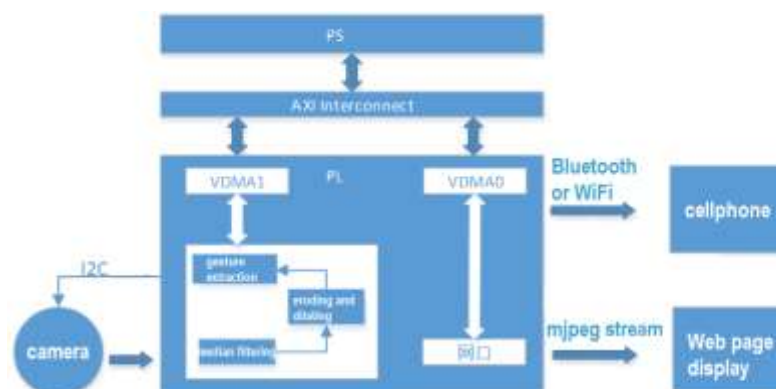 PS
AXI Interconnect
VDMA1
PL
VDMA0
Bluetooth
or WiFi
cellphone
I2C
gesture
extraction
eroding and
dilating
median filtering
camera
网口
mjpeg stream
Web page
display